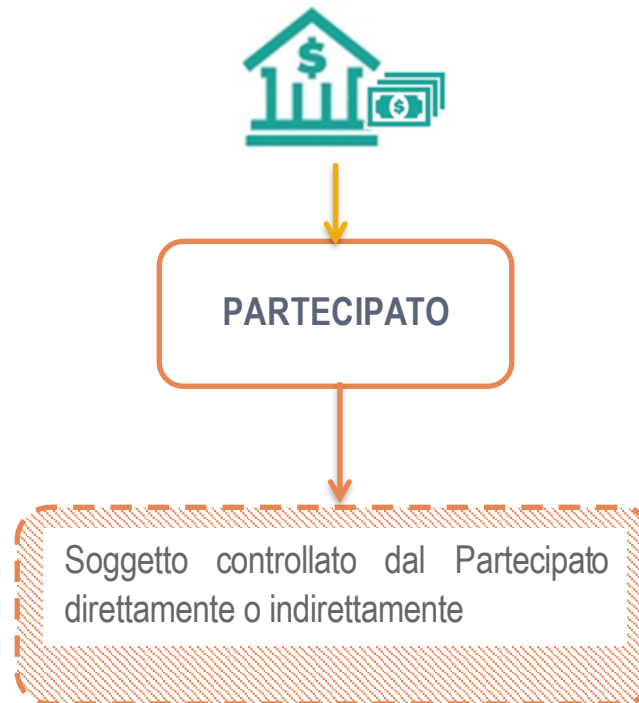 $
$
PARTECIPATO
Soggetto controllato dal Partecipato
direttamente o indirettamente